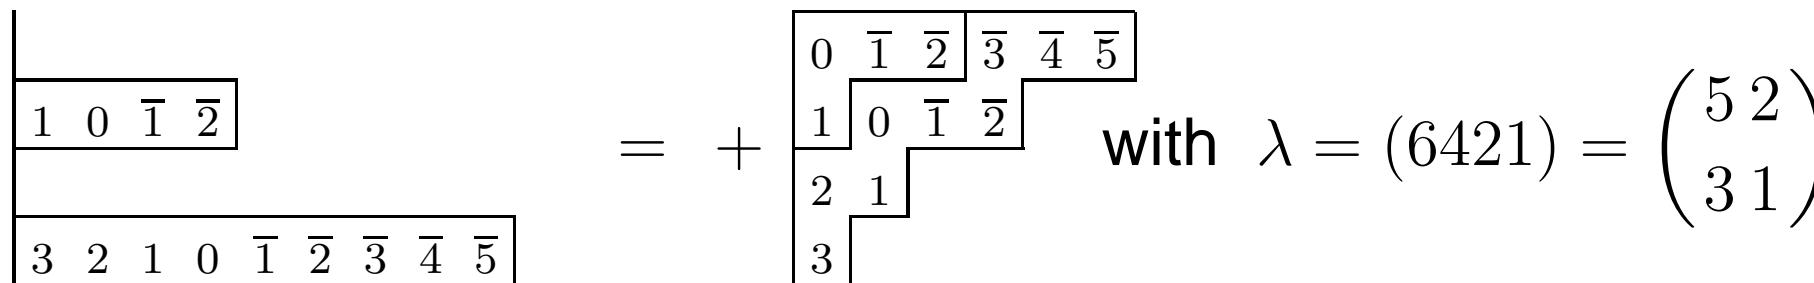 0 1̅ 2̅ 3̅ 4̅ 5̅
1 0 1̅ 2̅ = + 1 0 1̅ 2̅ with λ = (6421) = ( 5 2
2 1 3 1 )
3 2 1 0 1̅ 2̅ 3̅ 4̅ 5̅ 3